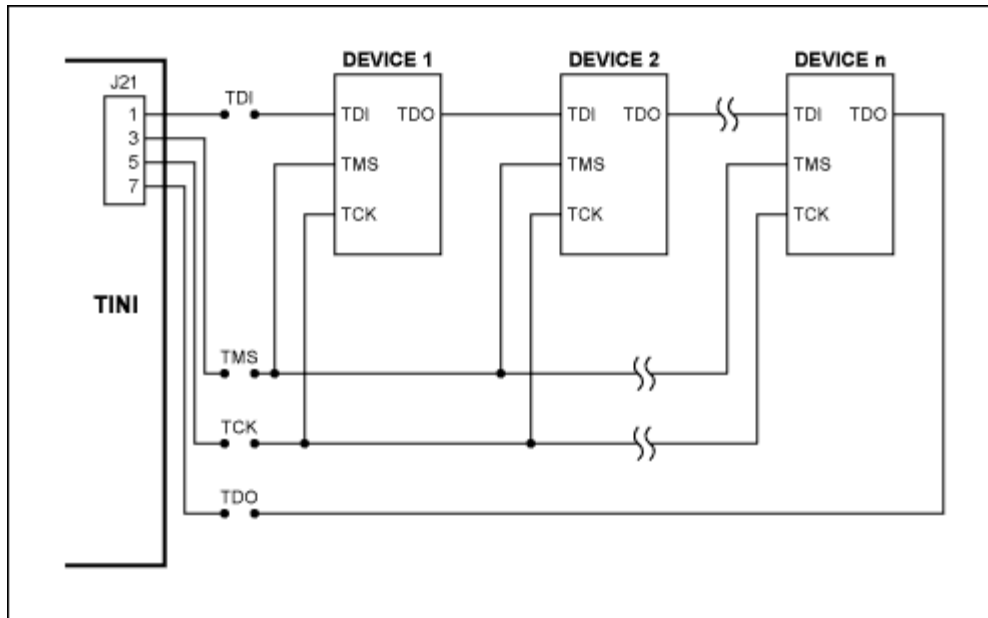 DEVICE 1 DEVICE 2 DEVICE n
J21
TDI
1 TDI TDO TDI TDO TDI TDO
3
5 TMS TMS TMS
7
TCK TCK TCK
TINI
TMS
TCK
TDO